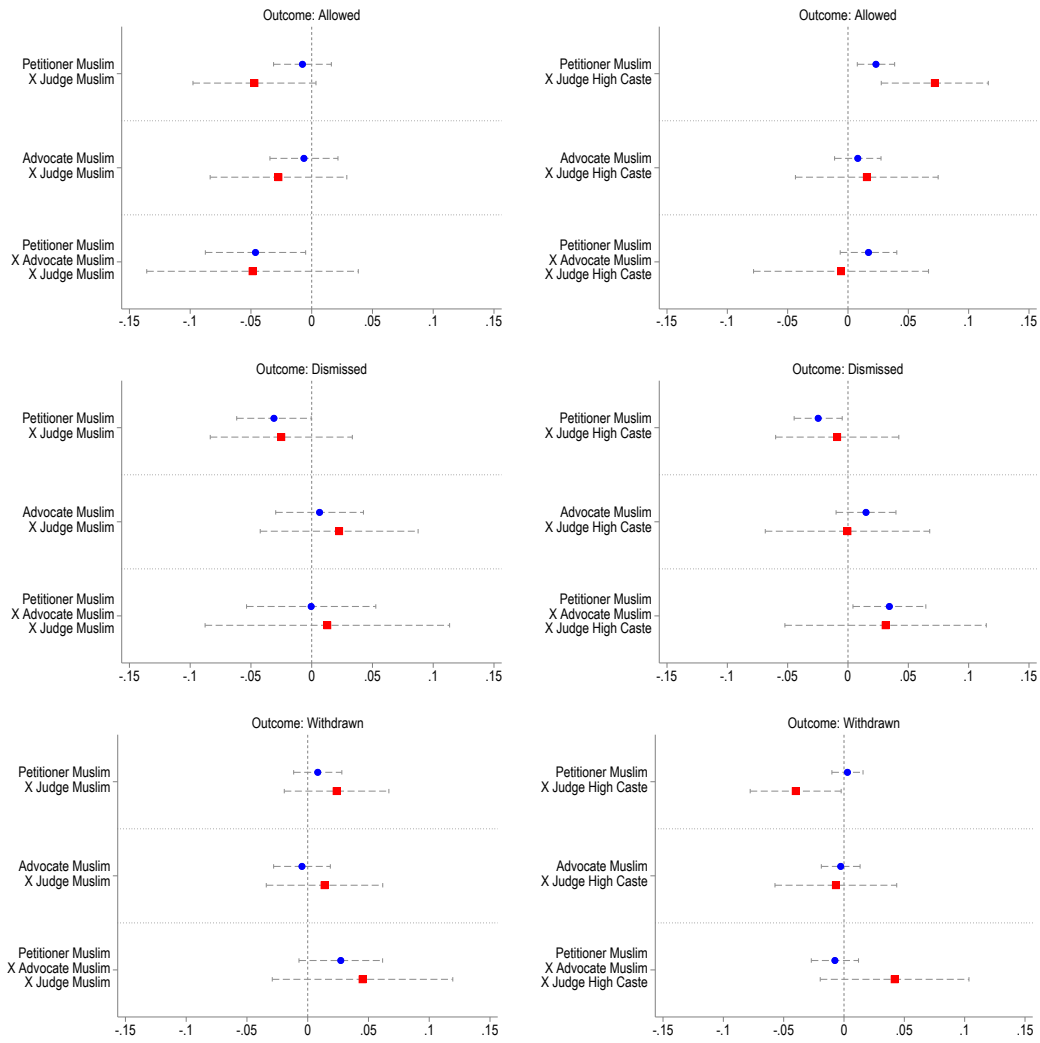 Outcome: Allowed
Petitioner Muslim
X Judge Muslim
Advocate Muslim
X Judge Muslim
Petitioner Muslim
X Advocate Muslim
X Judge Muslim
-.15 -.1 -.05 0 .05 .1 .15
Outcome: Allowed
Petitioner Muslim
X Judge High Caste
Advocate Muslim
X Judge High Caste
Petitioner Muslim
X Advocate Muslim
X Judge High Caste
-.15 -.1 -.05 0 .05 .1 .15
Outcome: Dismissed
Petitioner Muslim
X Judge Muslim
Advocate Muslim
X Judge Muslim
Petitioner Muslim
X Advocate Muslim
X Judge Muslim
-.15 -.1 -.05 0 .05 .1 .15
Outcome: Dismissed
Petitioner Muslim
X Judge High Caste
Advocate Muslim
X Judge High Caste
Petitioner Muslim
X Advocate Muslim
X Judge High Caste
-.15 -.1 -.05 0 .05 .1 .15
Outcome: Withdrawn
Petitioner Muslim
X Judge Muslim
Advocate Muslim
X Judge Muslim
Petitioner Muslim
X Advocate Muslim
X Judge Muslim
-.15 -.1 -.05 0 .05 .1 .15
Outcome: Withdrawn
Petitioner Muslim
X Judge High Caste
Advocate Muslim
X Judge High Caste
Petitioner Muslim
X Advocate Muslim
X Judge High Caste
-.15 -.1 -.05 0 .05 .1 .15